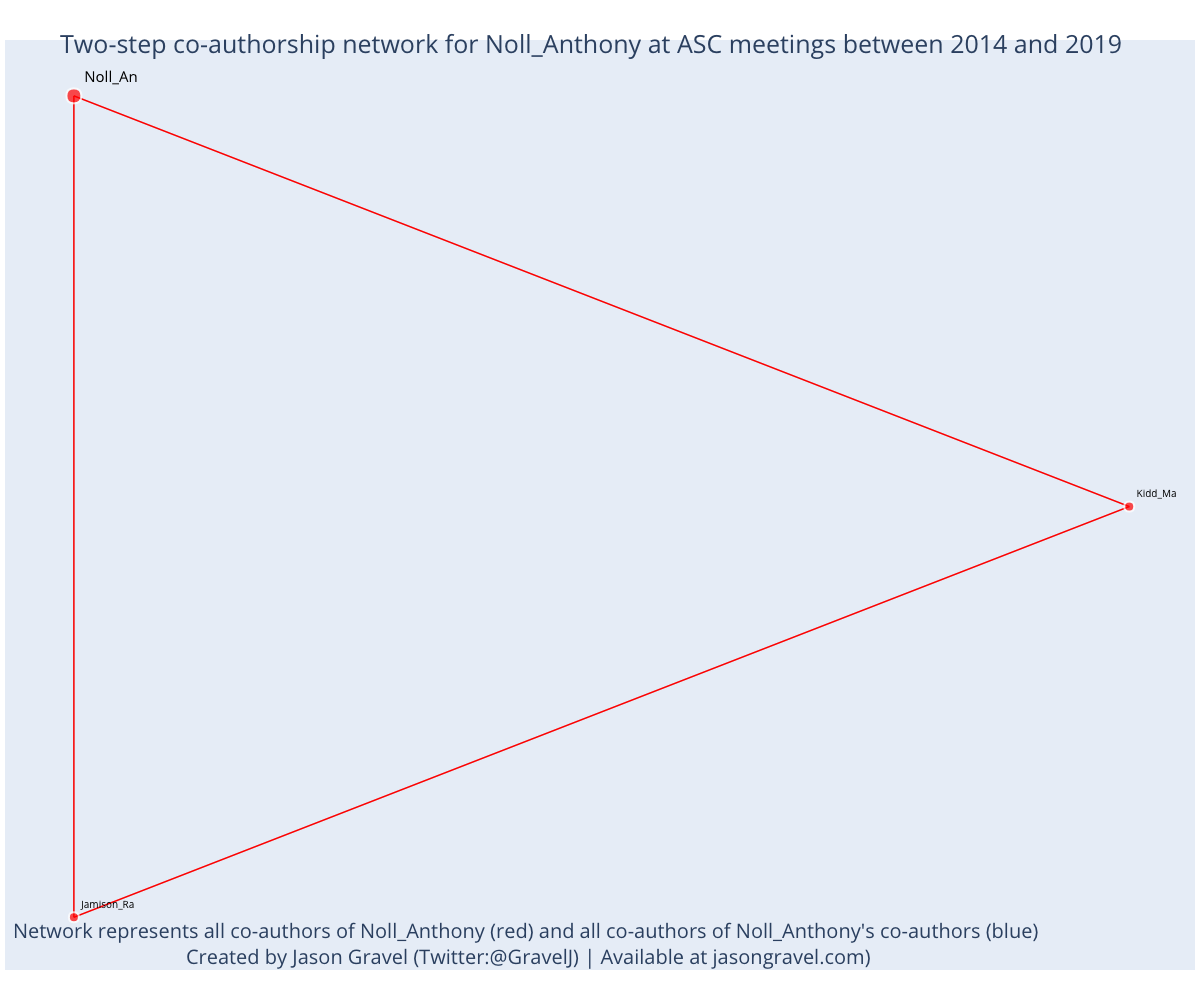 Two-step co-authorship network for Noll_Anthony at ASC meetings between 2014 and 2019
Noll_An
Kidd_Ma
Jamison_Ra
Network represents all co-authors of Noll_Anthony (red) and all co-authors of Noll_Anthony's co-authors (blue)
Created by Jason Gravel (Twitter:@GravelJ) | Available at jasongravel.com)